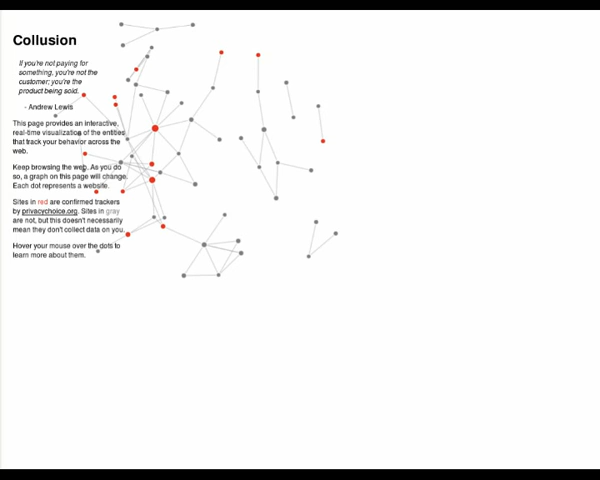 Collusion
If you're not paying for
something, you're not the
customer; you're the
product being sold.
- Andrew Lewis
This page provides an interactive,
real-time visualization of the entities
that track your behavior across the
web.
Keep browsing the web. As you do
so, a graph on this page will change.
Each dot represents a website.
Sites in red are confirmed trackers
by privacychoice.org. Sites in gray
are not, but this doesn't necessarily
mean they don't collect data on you.
Hover your mouse over the dots to
learn more about them.